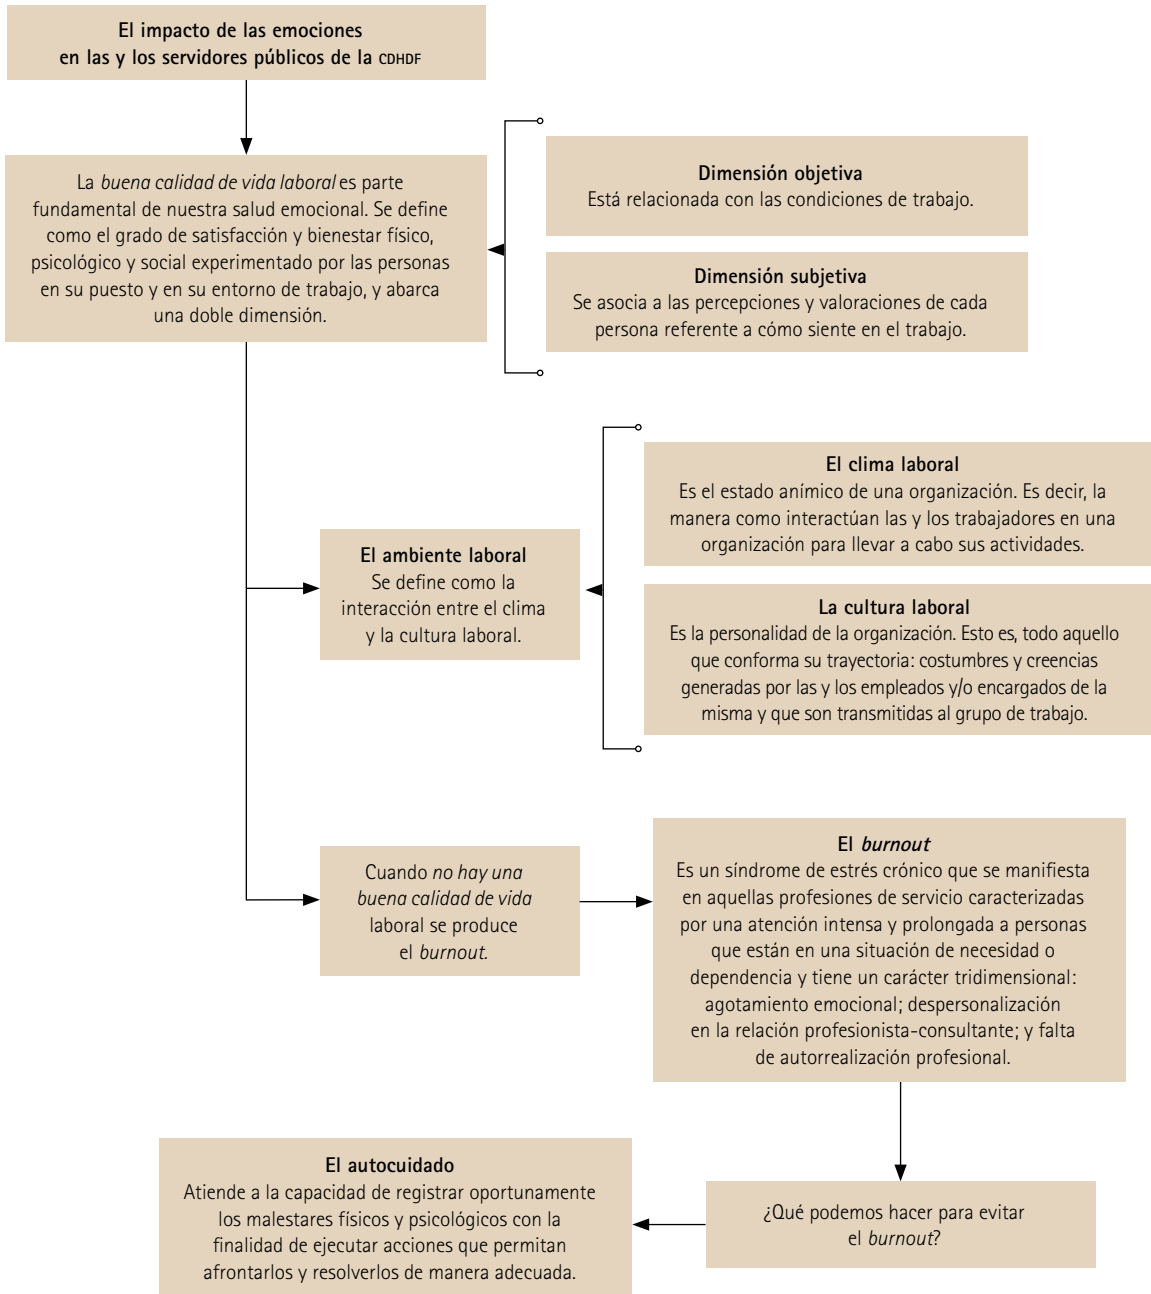 El impacto de las emociones
en las y los servidores públicos de la CDHDF
La buena calidad de vida laboral es parte
fundamental de nuestra salud emocional. Se define
como el grado de satisfacción y bienestar físico,
psicológico y social experimentado por las personas
en su puesto y en su entorno de trabajo, y abarca
una doble dimensión.
Dimensión objetiva
Está relacionada con las condiciones de trabajo.
Dimensión subjetiva
Se asocia a las percepciones y valoraciones de cada
persona referente a cómo siente en el trabajo.
El ambiente laboral
Se define como la
interacción entre el clima
y la cultura laboral.
El clima laboral
Es el estado anímico de una organización. Es decir, la
manera como interactúan las y los trabajadores en una
organización para llevar a cabo sus actividades.
La cultura laboral
Es la personalidad de la organización. Esto es, todo aquello
que conforma su trayectoria: costumbres y creencias
generadas por las y los empleados y/o encargados de la
misma y que son transmitidas al grupo de trabajo.
Cuando no hay una
buena calidad de vida
laboral se produce
el burnout.
El burnout
Es un síndrome de estrés crónico que se manifiesta
en aquellas profesiones de servicio caracterizadas
por una atención intensa y prolongada a personas
que están en una situación de necesidad o
dependencia y tiene un carácter tridimensional:
agotamiento emocional; despersonalización
en la relación profesionista-consultante; y falta
de autorrealización profesional.
¿Qué podemos hacer para evitar
el burnout?
El autocuidado
Atiende a la capacidad de registrar oportunamente
los malestares físicos y psicológicos con la
finalidad de ejecutar acciones que permitan
afrontarlos y resolverlos de manera adecuada.